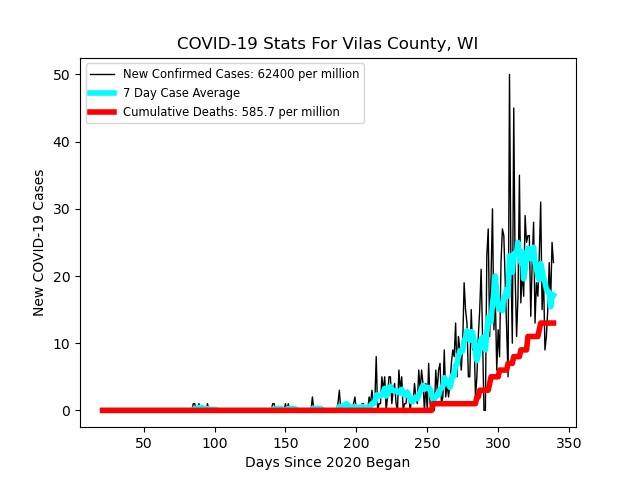 COVID-19 Stats For Vilas County, WI
New Confirmed Cases: 62400 per million
7 Day Case Average
Cumulative Deaths: 585.7 per million
New COVID-19 Cases
50
40
30
20
10
0
50 100 150 200 250 300 350
Days Since 2020 Began